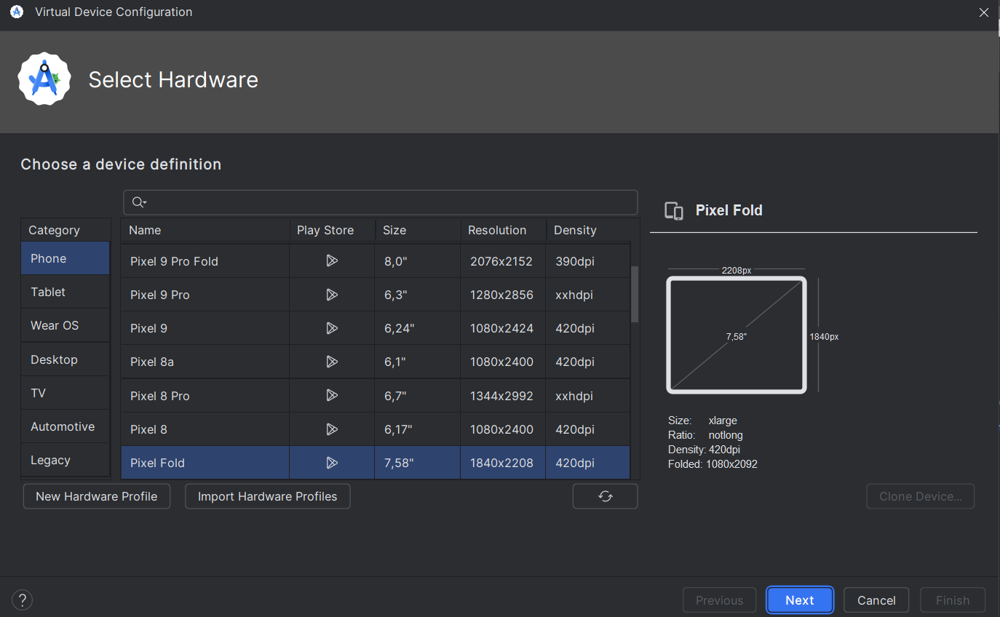 Virtual Device Configuration
Select Hardware
Choose a device definition
Category
Phone
Tablet
Wear OS
Desktop
TV
Automotive
Legacy
Name Play Store Size Resolution Density
Pixel 9 Pro Fold 8,0" 2076x2152 390dpi
Pixel 9 Pro 6,3" 1280x2856 xxhdpi
Pixel 9 6,24" 1080x2424 420dpi
Pixel 8a 6,1" 1080x2400 420dpi
Pixel 8 Pro 6,7" 1344x2992 xxhdpi
Pixel 8 6,17" 1080x2400 420dpi
Pixel Fold 7,58" 1840x2208 420dpi
New Hardware Profile Import Hardware Profiles
Pixel Fold
2208px
7,58"
1840px
Size: xlarge
Ratio: notlong
Density: 420dpi
Folded: 1080x2092
Clone Device...
? Previous Next Cancel Finish